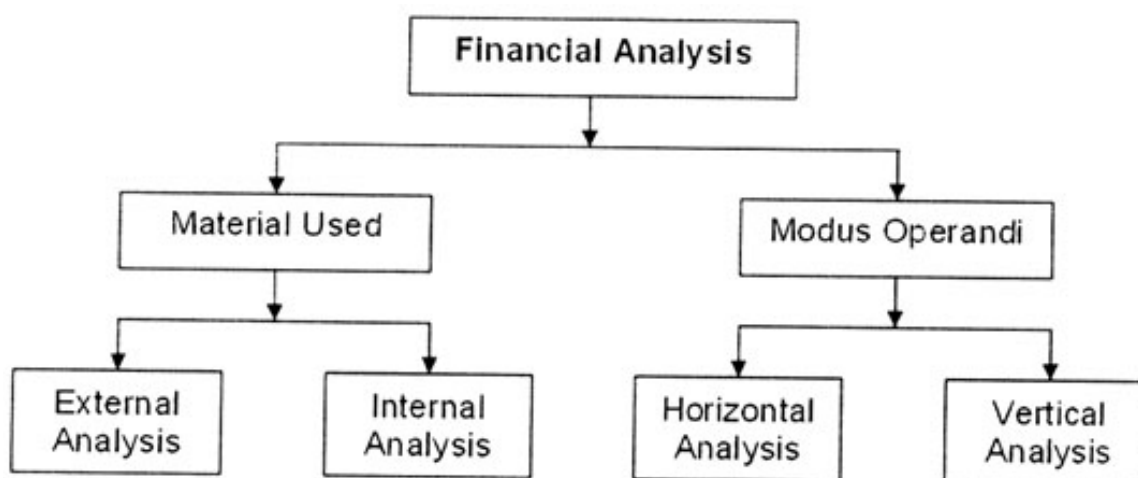 Financial Analysis
Material Used
Modus Operandi
External
Analysis
Internal
Analysis
Horizontal
Analysis
Vertical
Analysis